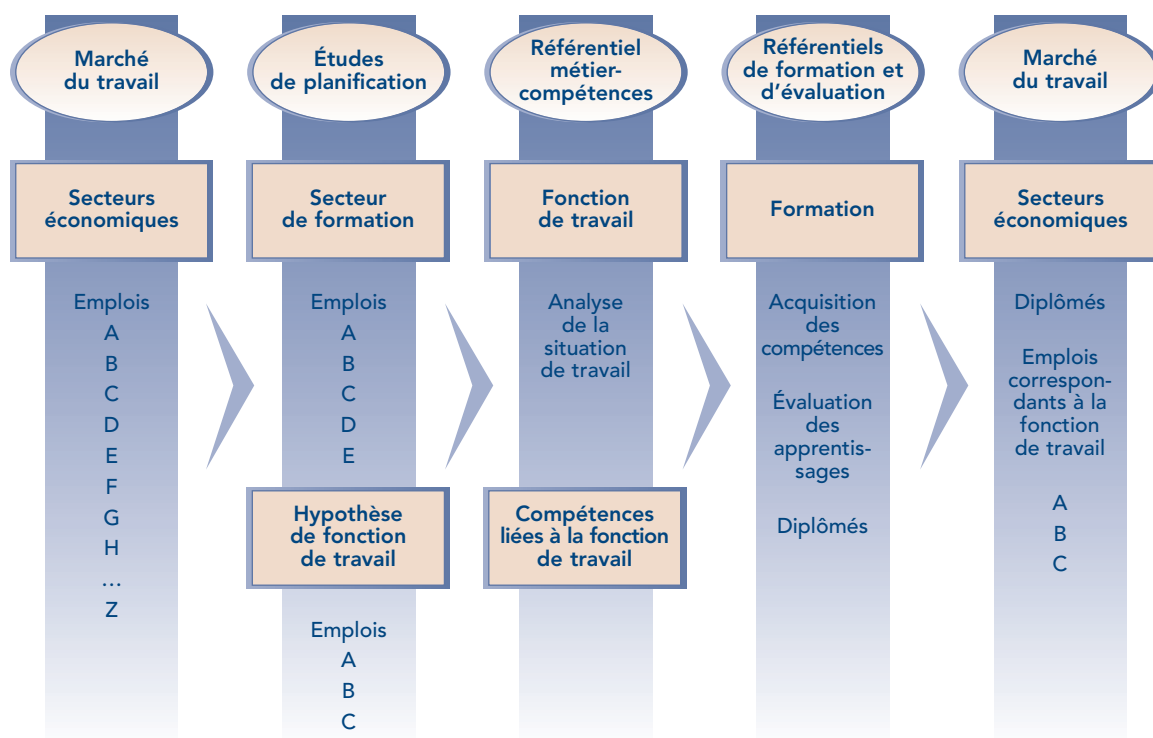 Marché
du travail
Secteurs
économiques
Emplois
A
B
C
D
E
F
G
H
...
Z
Études
de planification
Secteur
de formation
Emplois
A
B
C
D
E
Hypothèse
de fonction
de travail
Emplois
A
B
C
Référentiel
métier-
compétences
Fonction
de travail
Analyse
de la
situation
de travail
Compétences
liées à la fonction
de travail
Référentiels
de formation et
d'évaluation
Formation
Acquisition
des
compétences
Évaluation
des
apprentis-
sages
Diplômés
Marché
du travail
Secteurs
économiques
Diplômés
Emplois
correspon-
dants à la
fonction
de travail
A
B
C